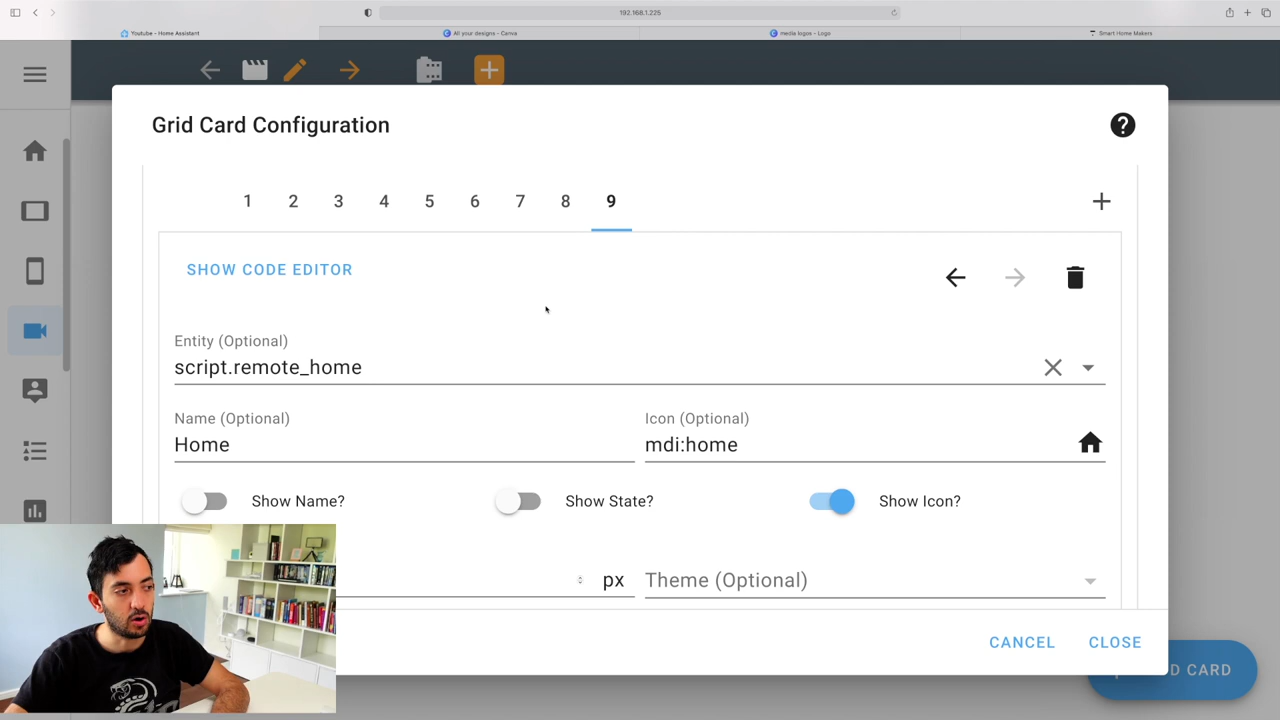 192.168.1.225
Youtube - Home Assistant
All your designs - Canva
media logos - Logo
Smart Home Makers
Grid Card Configuration
1 2 3 4 5 6 7 8 9
SHOW CODE EDITOR
Entity (Optional)
script.remote_home
Name (Optional) Icon (Optional)
Home mdi:home
Show Name? Show State? Show Icon?
px Theme (Optional)
CANCEL CLOSE
D CARD